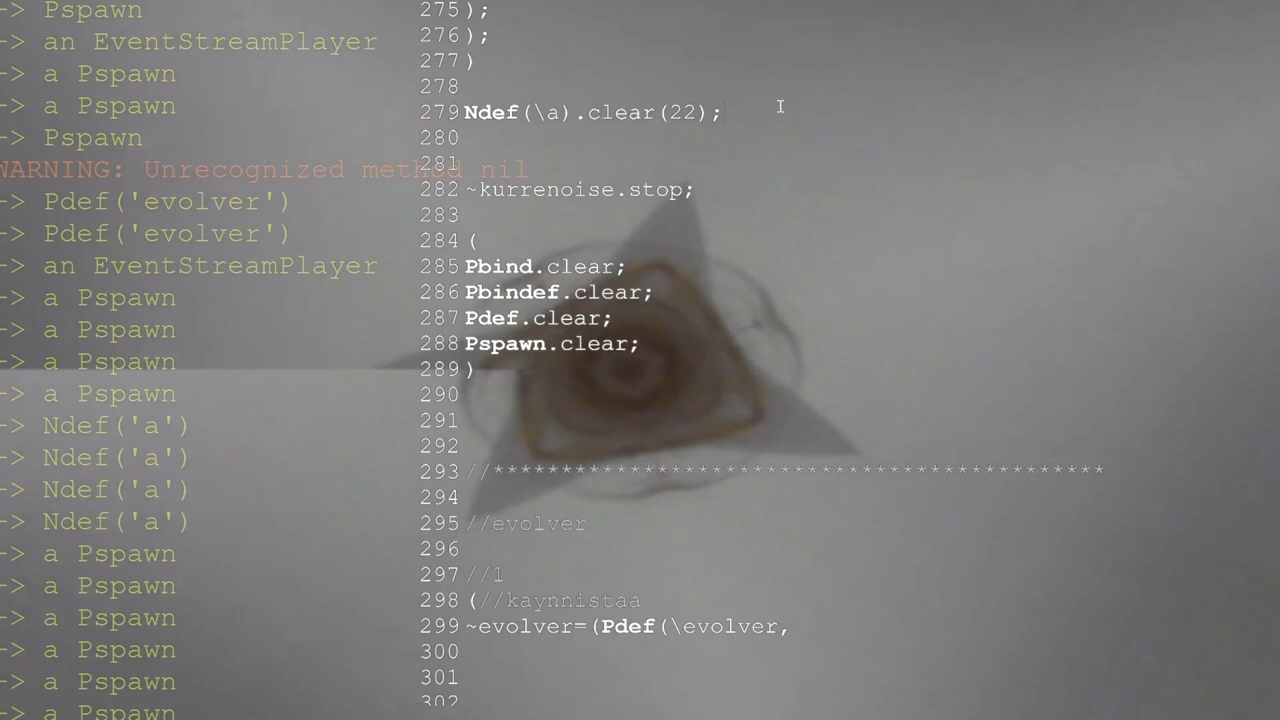 -> Pspawn
-> an EventStreamPlayer
-> a Pspawn
-> a Pspawn
-> Pspawn
WARNING: Unrecognized method nil
-> Pdef('evolver')
-> Pdef('evolver')
-> an EventStreamPlayer
-> a Pspawn
-> a Pspawn
-> a Pspawn
-> a Pspawn
-> Ndef('a')
-> Ndef('a')
-> Ndef('a')
-> Ndef('a')
-> a Pspawn
-> a Pspawn
-> a Pspawn
-> a Pspawn
-> a Pspawn
-> a Pspawn
275 );
276 );
277 )
278
279 Ndef(\a).clear(22);
280
281
282 ~kurrenoise.stop;
283
284 (
285 Pbind.clear;
286 Pbindef.clear;
287 Pdef.clear;
288 Pspawn.clear;
289 )
290
291
292
293 //*********************************************
294
295 //evolver
296
297 //1
298 (//kaynnistaa
299 ~evolver=(Pdef(\evolver,
300
301
302